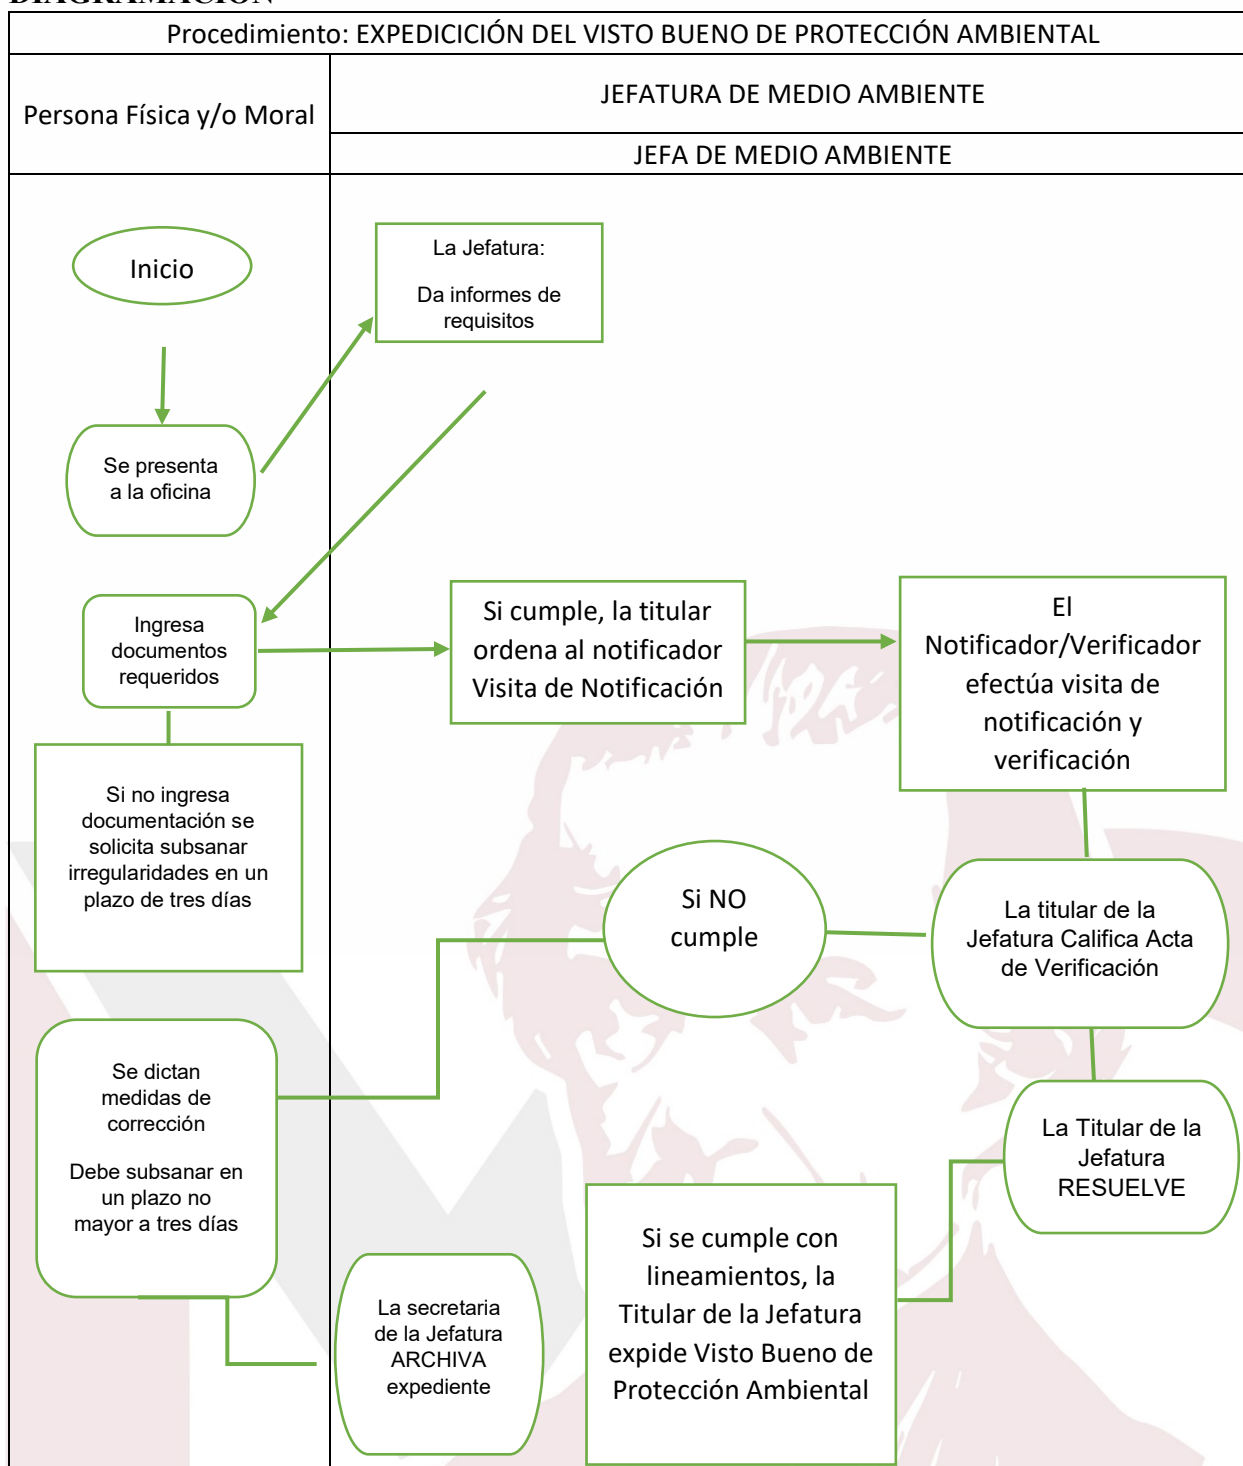 DIAGRAMACIÓN
Procedimiento: EXPEDICICIÓN DEL VISTO BUENO DE PROTECCIÓN AMBIENTAL
Persona Física y/o Moral
JEFATURA DE MEDIO AMBIENTE
JEFA DE MEDIO AMBIENTE
Inicio
La Jefatura:
Da informes de
requisitos
Se presenta
a la oficina
Ingresa
documentos
requeridos
Si cumple, la titular
ordena al notificador
Visita de Notificación
El
Notificador/Verificador
efectúa visita de
notificación y
verificación
Si no ingresa
documentación se
solicita subsanar
irregularidades en un
plazo de tres días
Si NO
cumple
La titular de la
Jefatura Califica Acta
de Verificación
Se dictan
medidas de
corrección
Debe subsanar en
un plazo no
mayor a tres días
La Titular de la
Jefatura
RESUELVE
Si se cumple con
lineamientos, la
Titular de la Jefatura
expide Visto Bueno de
Protección Ambiental
La secretaria
de la Jefatura
ARCHIVA
expediente